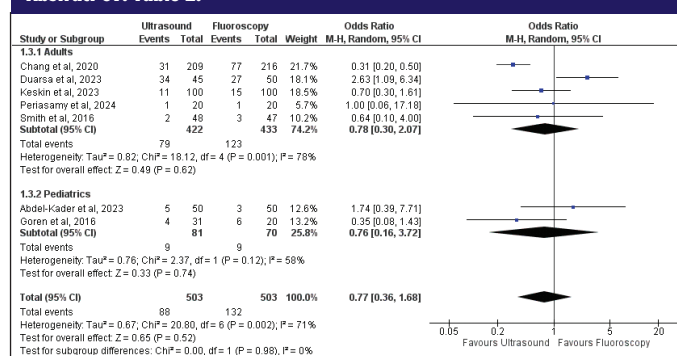 Ultrasound Fluoroscopy Odds Ratio Odds Ratio
Study or Subgroup Events Total Events Total Weight M-H, Random, 95% CI M-H, Random, 95% CI
1.3.1 Adults
Chang et al, 2020 31 209 77 216 21.7% 0.31 [0.20, 0.50]
Duarsa et al, 2023 34 45 27 50 18.1% 2.63 [1.09, 6.34]
Keskin et al, 2023 11 100 15 100 18.5% 0.70 [0.30, 1.61]
Periasamy et al, 2024 1 20 1 20 5.7% 1.00 [0.06, 17.18]
Smith et al, 2016 2 48 3 47 10.2% 0.64 [0.10, 4.00]
Subtotal (95% CI) 422 433 74.2% 0.78 [0.30, 2.07]
Total events 79 123
Heterogeneity: Tau² = 0.82; Chi² = 18.12, df = 4 (P = 0.001); I² = 78%
Test for overall effect: Z = 0.49 (P = 0.62)
1.3.2 Pediatrics
Abdel-Kader et al, 2023 5 50 3 50 12.6% 1.74 [0.39, 7.71]
Goren et al, 2016 4 31 6 20 13.2% 0.35 [0.08, 1.43]
Subtotal (95% CI) 81 70 25.8% 0.76 [0.16, 3.72]
Total events 9 9
Heterogeneity: Tau² = 0.76; Chi² = 2.37, df = 1 (P = 0.12); I² = 58%
Test for overall effect: Z = 0.33 (P = 0.74)
Total (95% CI) 503 503 100.0% 0.77 [0.36, 1.68]
Total events 88 132
Heterogeneity: Tau² = 0.67; Chi² = 20.80, df = 6 (P = 0.002); I² = 71%
Test for overall effect: Z = 0.65 (P = 0.52)
Test for subgroup differences: Chi² = 0.00, df = 1 (P = 0.98), I² = 0%
0.05 0.2 1 5 20
Favours Ultrasound Favours Fluoroscopy